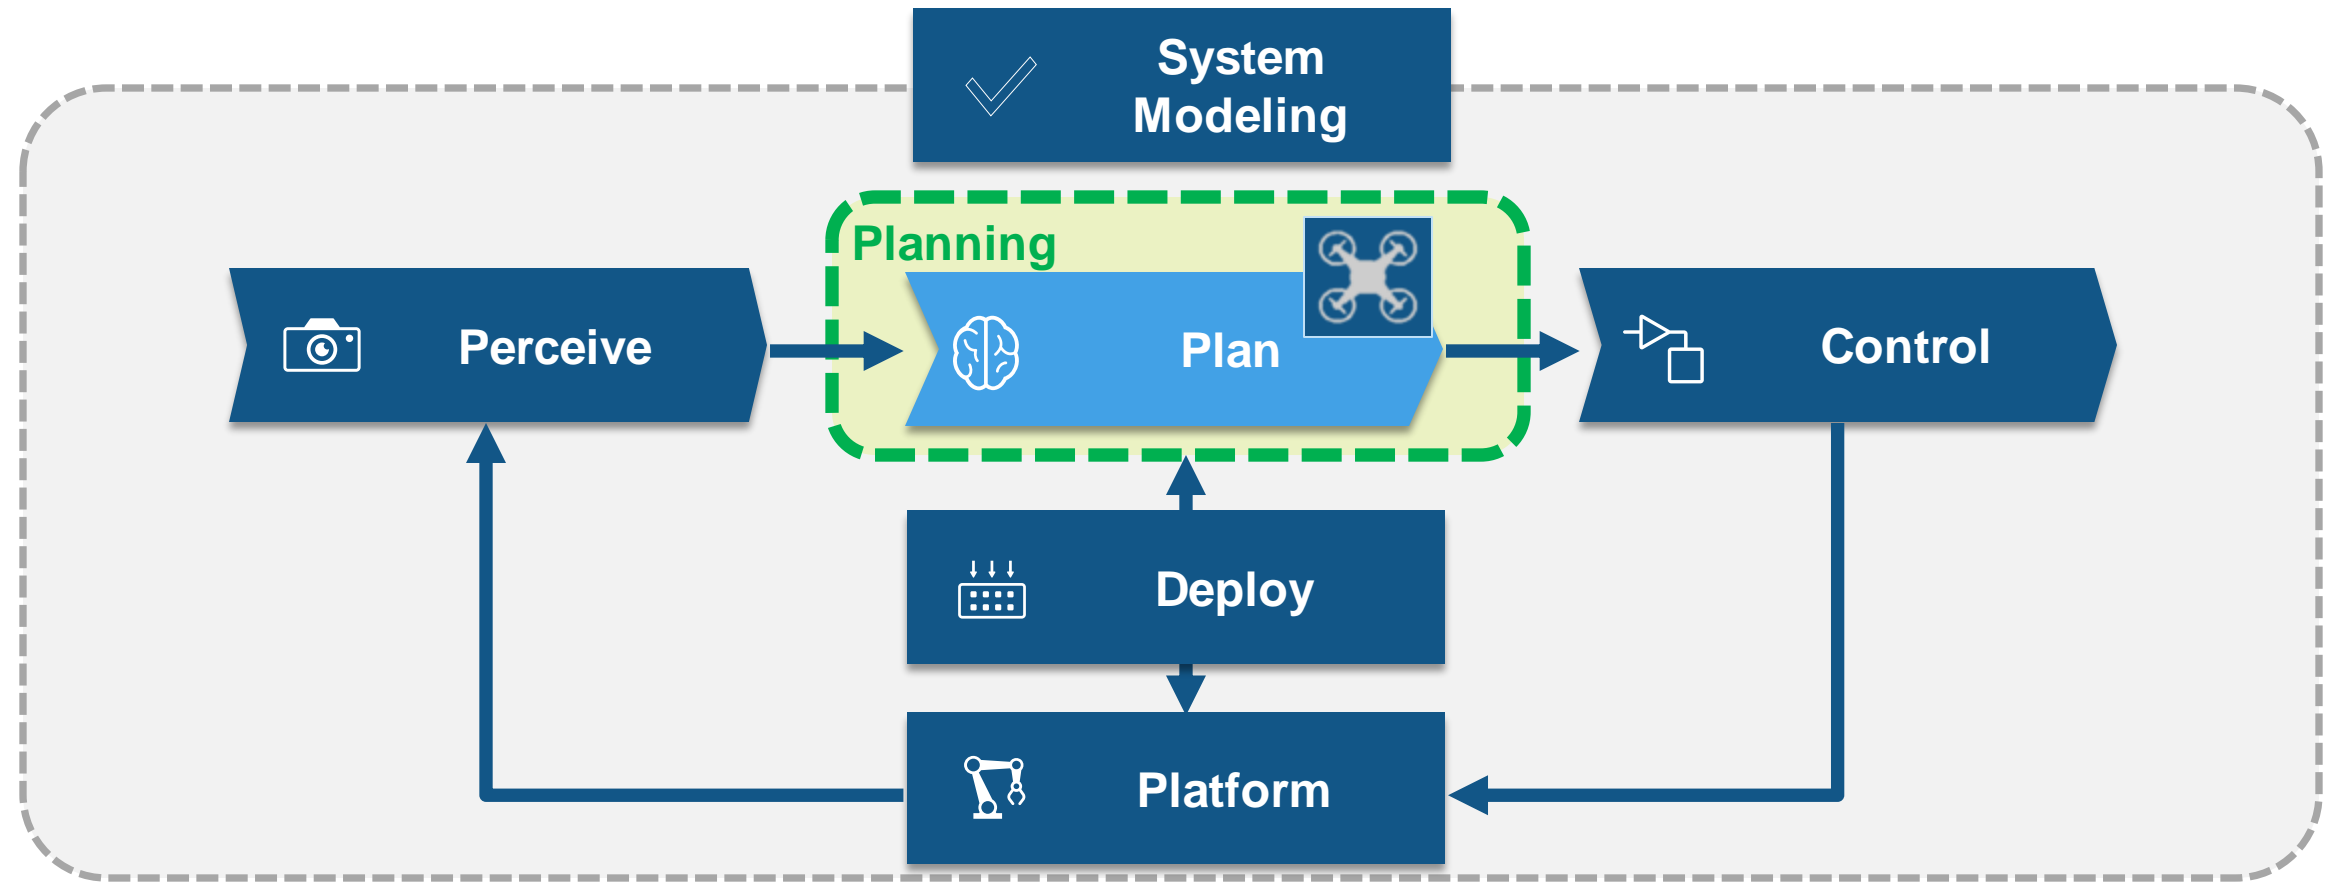 System
Modeling
Planning
Perceive
Plan
Control
Deploy
Platform